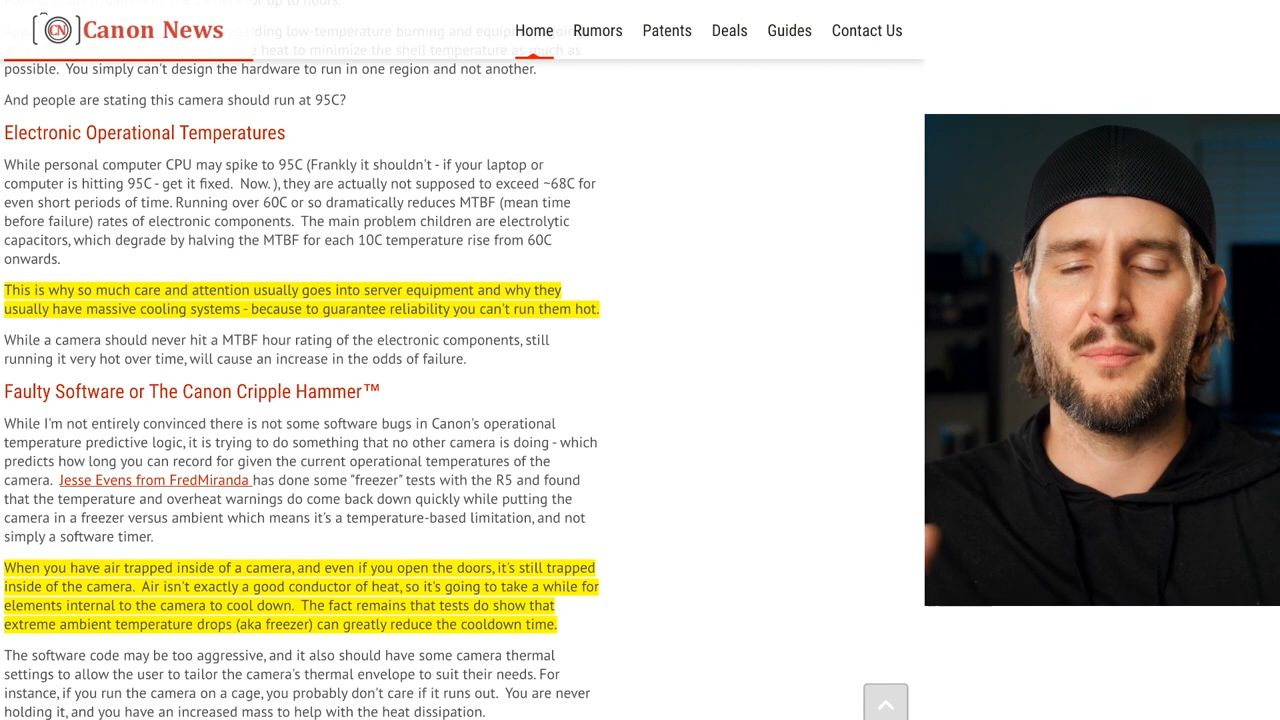 CN Canon News
Home Rumors Patents Deals Guides Contact Us
possible. You simply can't design the hardware to run in one region and not another.
And people are stating this camera should run at 95C?
Electronic Operational Temperatures
While personal computer CPU may spike to 95C (Frankly it shouldn't - if your laptop or
computer is hitting 95C - get it fixed. Now. ), they are actually not supposed to exceed ~68C for
even short periods of time. Running over 60C or so dramatically reduces MTBF (mean time
before failure) rates of electronic components. The main problem children are electrolytic
capacitors, which degrade by halving the MTBF for each 10C temperature rise from 60C
onwards.
This is why so much care and attention usually goes into server equipment and why they
usually have massive cooling systems - because to guarantee reliability you can't run them hot.
While a camera should never hit a MTBF hour rating of the electronic components, still
running it very hot over time, will cause an increase in the odds of failure.
Faulty Software or The Canon Cripple Hammer™
While I'm not entirely convinced there is not some software bugs in Canon's operational
temperature predictive logic, it is trying to do something that no other camera is doing - which
predicts how long you can record for given the current operational temperatures of the
camera. Jesse Evens from FredMiranda has done some "freezer" tests with the R5 and found
that the temperature and overheat warnings do come back down quickly while putting the
camera in a freezer versus ambient which means it's a temperature-based limitation, and not
simply a software timer.
When you have air trapped inside of a camera, and even if you open the doors, it's still trapped
inside of the camera. Air isn't exactly a good conductor of heat, so it's going to take a while for
elements internal to the camera to cool down. The fact remains that tests do show that
extreme ambient temperature drops (aka freezer) can greatly reduce the cooldown time.
The software code may be too aggressive, and it also should have some camera thermal
settings to allow the user to tailor the camera's thermal envelope to suit their needs. For
instance, if you run the camera on a cage, you probably don't care if it runs out. You are never
holding it, and you have an increased mass to help with the heat dissipation.